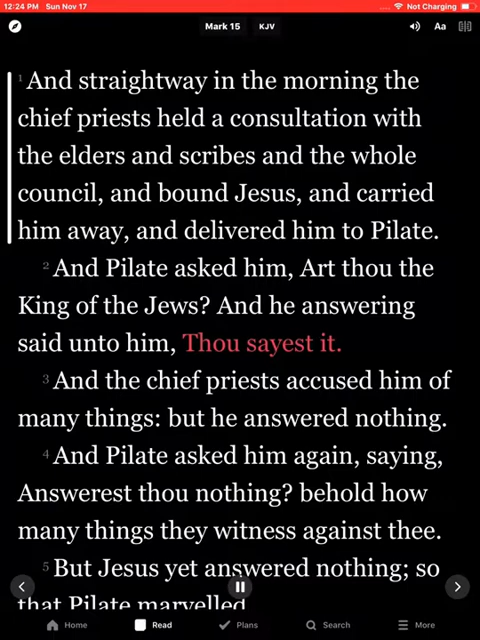 12:24 PM Sun Nov 17 Not Charging
Mark 15 KJV Aa
1 And straightway in the morning the
chief priests held a consultation with
the elders and scribes and the whole
council, and bound Jesus, and carried
him away, and delivered him to Pilate.
2 And Pilate asked him, Art thou the
King of the Jews? And he answering
said unto him, Thou sayest it.
3 And the chief priests accused him of
many things: but he answered nothing.
4 And Pilate asked him again, saying,
Answerest thou nothing? behold how
many things they witness against thee.
5 But Jesus yet answered nothing; so
that Pilate marvelled
Home Read Plans Search More